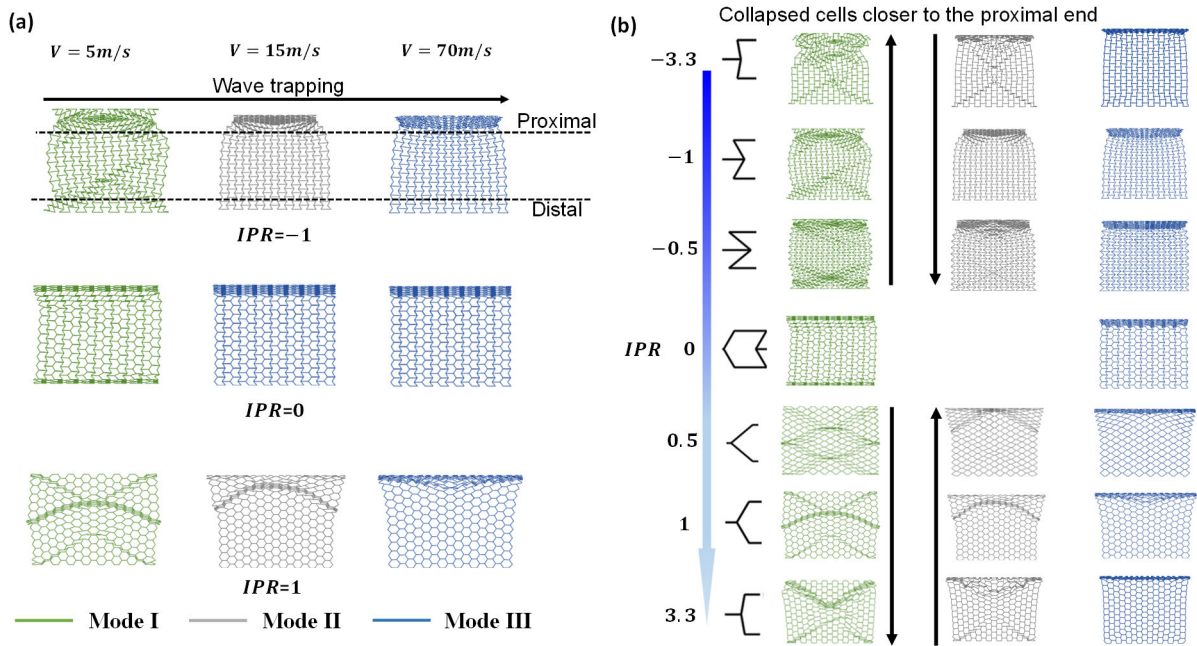 (a)
V = 5m/s V = 15m/s V = 70m/s
Wave trapping
Proximal
Distal
IPR=−1
IPR=0
IPR=1
Mode I Mode II Mode III
(b)
Collapsed cells closer to the proximal end
−3.3
−1
−0.5
IPR 0
0.5
1
3.3